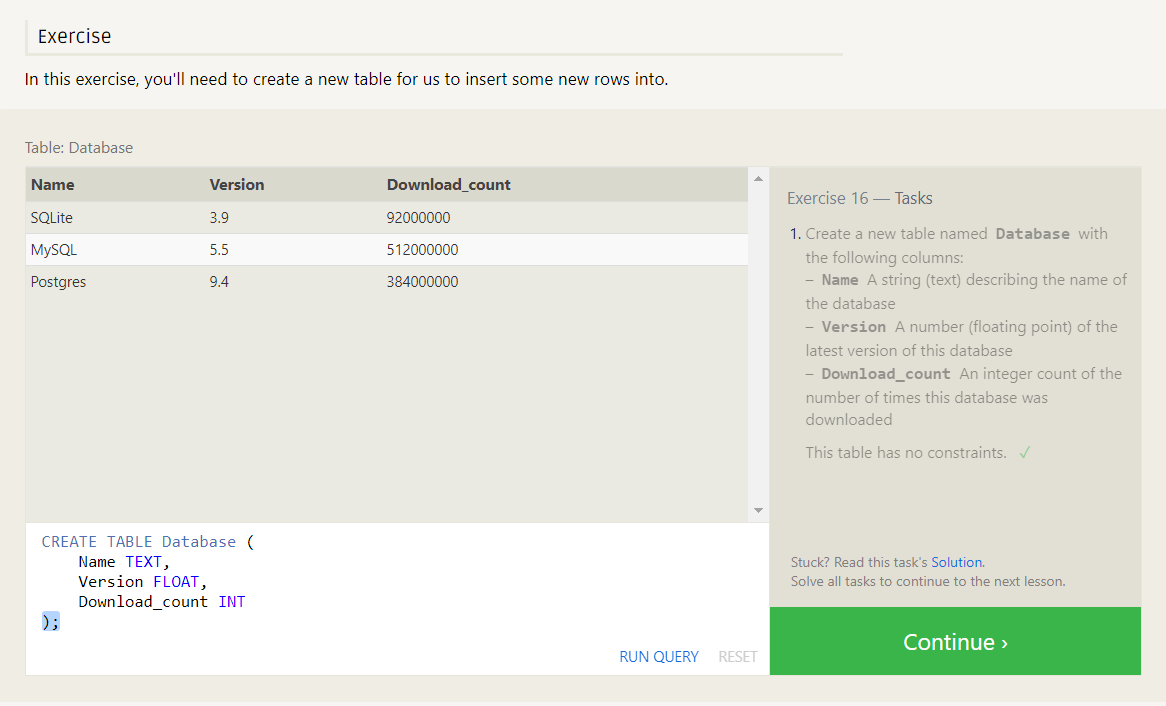 Exercise
In this exercise, you'll need to create a new table for us to insert some new rows into.
Table: Database
Name Version Download_count
SQLite 3.9 92000000
MySQL 5.5 512000000
Postgres 9.4 384000000
CREATE TABLE Database (
    Name TEXT,
    Version FLOAT,
    Download_count INT
);
RUN QUERY RESET
Exercise 16 — Tasks
1. Create a new table named Database with
the following columns:
– Name A string (text) describing the name of
the database
– Version A number (floating point) of the
latest version of this database
– Download_count An integer count of the
number of times this database was
downloaded
This table has no constraints. ✓
Stuck? Read this task's Solution.
Solve all tasks to continue to the next lesson.
Continue ›